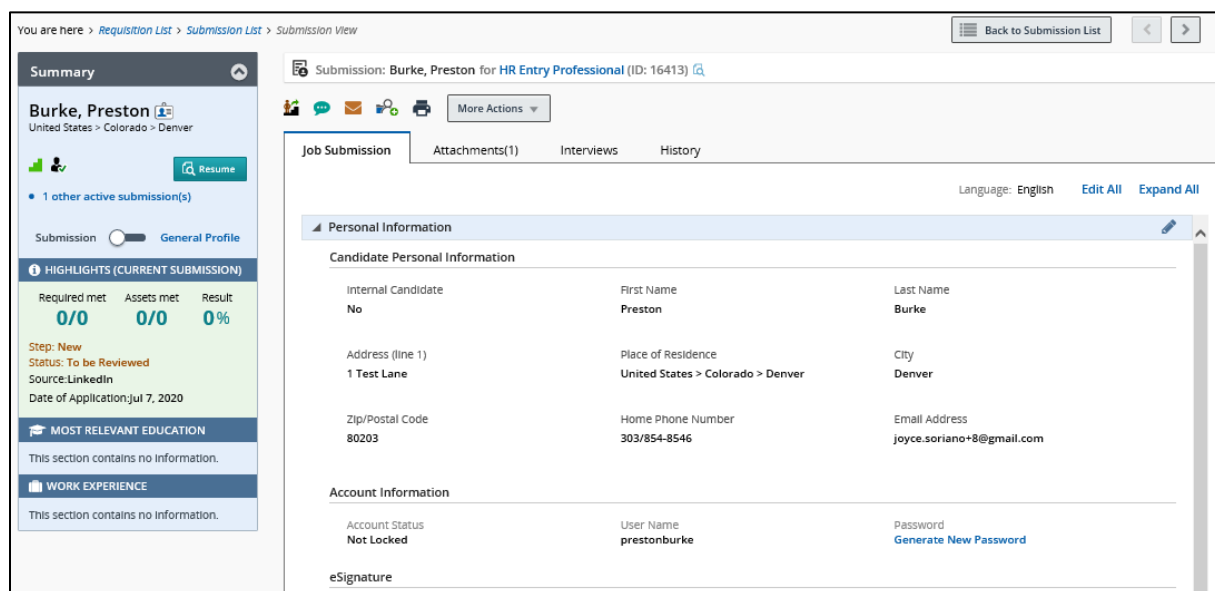 You are here > Requisition List > Submission List > Submission View
Back to Submission List
< >
Summary
Burke, Preston
United States > Colorado > Denver
Resume
1 other active submission(s)
Submission General Profile
HIGHLIGHTS (CURRENT SUBMISSION)
Required met Assets met Result
0/0 0/0 0%
Step: New
Status: To be Reviewed
Source:LinkedIn
Date of Application:Jul 7, 2020
MOST RELEVANT EDUCATION
This section contains no information.
WORK EXPERIENCE
This section contains no information.
Submission: Burke, Preston for HR Entry Professional (ID: 16413)
More Actions
Job Submission Attachments(1) Interviews History
Language: English Edit All Expand All
Personal Information
Candidate Personal Information
Internal Candidate First Name Last Name
No Preston Burke
Address (line 1) Place of Residence City
1 Test Lane United States > Colorado > Denver Denver
Zip/Postal Code Home Phone Number Email Address
80203 303/854-8546 joyce.soriano+8@gmail.com
Account Information
Account Status User Name Password
Not Locked prestonburke Generate New Password
eSignature